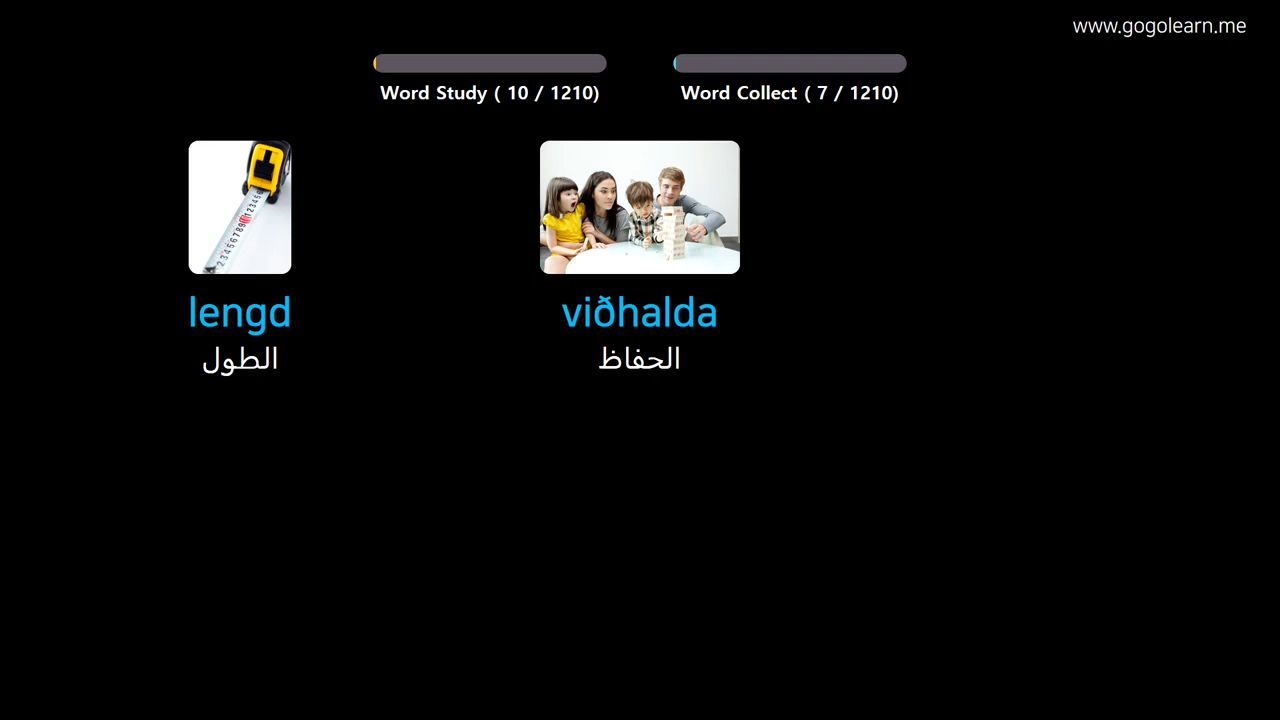 www.gogolearn.me
Word Study ( 10 / 1210)
Word Collect ( 7 / 1210)
lengd
الطول
viðhalda
الحفاظ